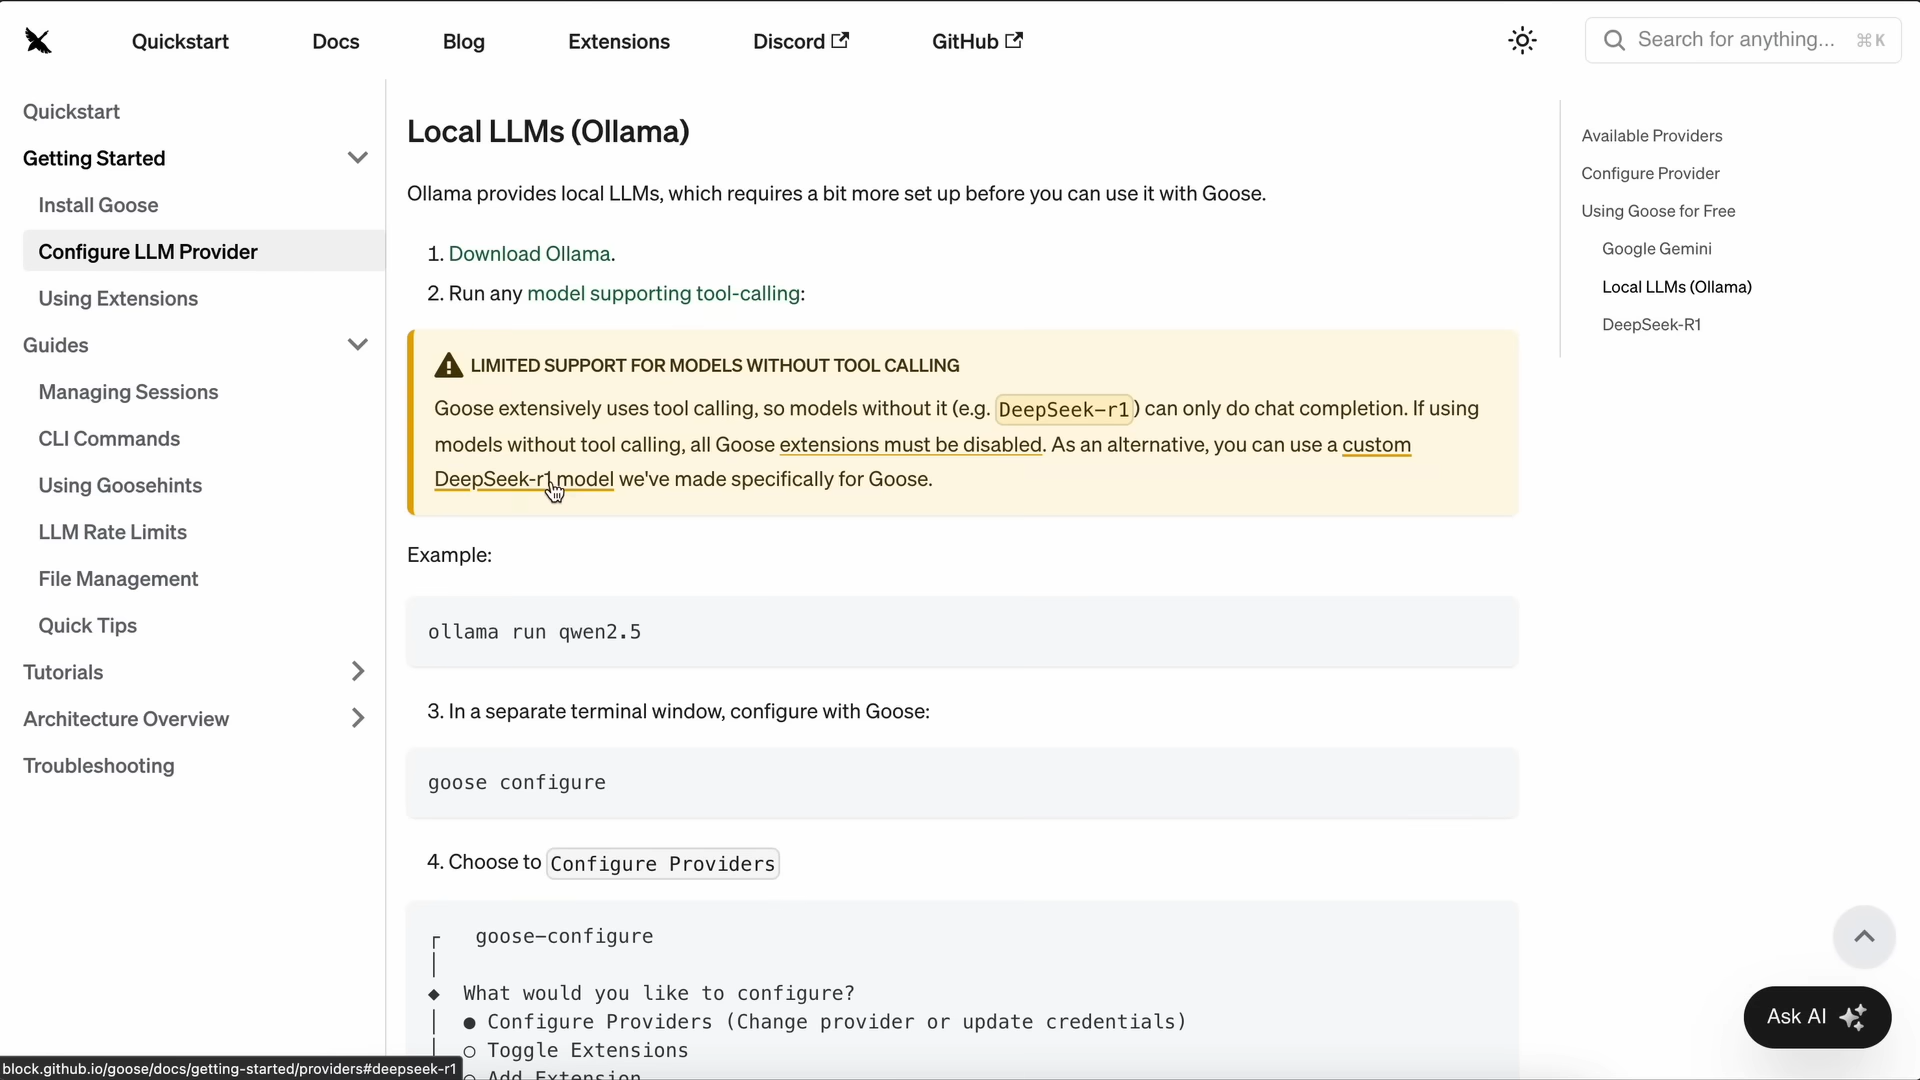 Quickstart
Docs
Blog
Extensions
Discord
GitHub
Search for anything... ⌘ K
Quickstart
Getting Started
Install Goose
Configure LLM Provider
Using Extensions
Guides
Managing Sessions
CLI Commands
Using Goosehints
LLM Rate Limits
File Management
Quick Tips
Tutorials
Architecture Overview
Troubleshooting
Local LLMs (Ollama)
Ollama provides local LLMs, which requires a bit more set up before you can use it with Goose.
1. Download Ollama.
2. Run any model supporting tool-calling:
LIMITED SUPPORT FOR MODELS WITHOUT TOOL CALLING
Goose extensively uses tool calling, so models without it (e.g. DeepSeek-r1) can only do chat completion. If using
models without tool calling, all Goose extensions must be disabled. As an alternative, you can use a custom
DeepSeek-r1 model we've made specifically for Goose.
Example:
ollama run qwen2.5
3. In a separate terminal window, configure with Goose:
goose configure
4. Choose to Configure Providers
goose-configure
What would you like to configure?
● Configure Providers (Change provider or update credentials)
○ Toggle Extensions
○ Add Extension
Available Providers
Configure Provider
Using Goose for Free
Google Gemini
Local LLMs (Ollama)
DeepSeek-R1
Ask AI
block.github.io/goose/docs/getting-started/providers#deepseek-r1